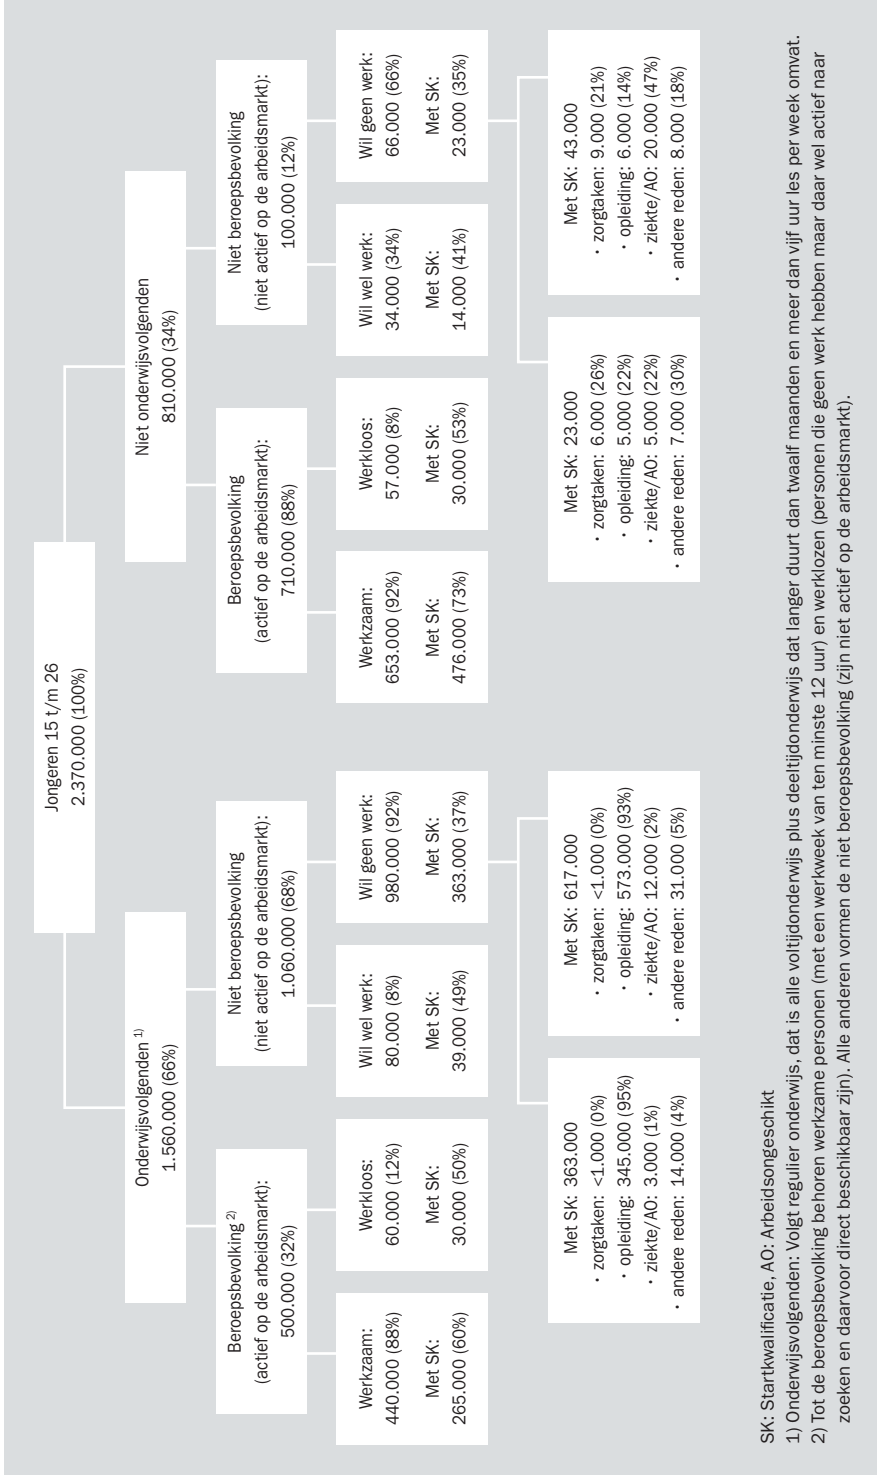 Jongeren 15 t/m 26
2.370.000 (100%)
Onderwijsvolgenden 1)
1.560.000 (66%)
Niet onderwijsvolgenden
810.000 (34%)
Beroepsbevolking 2)
(actief op de arbeidsmarkt):
500.000 (32%)
Niet beroepsbevolking
(niet actief op de arbeidsmarkt):
1.060.000 (68%)
Beroepsbevolking
(actief op de arbeidsmarkt):
710.000 (88%)
Niet beroepsbevolking
(niet actief op de arbeidsmarkt):
100.000 (12%)
Werkzaam:
440.000 (88%)
Met SK:
265.000 (60%)
Werkloos:
60.000 (12%)
Met SK:
30.000 (50%)
Wil wel werk:
80.000 (8%)
Met SK:
39.000 (49%)
Wil geen werk:
980.000 (92%)
Met SK:
363.000 (37%)
Werkzaam:
653.000 (92%)
Met SK:
476.000 (73%)
Werkloos:
57.000 (8%)
Met SK:
30.000 (53%)
Wil wel werk:
34.000 (34%)
Met SK:
14.000 (41%)
Wil geen werk:
66.000 (66%)
Met SK:
23.000 (35%)
Met SK: 363.000
· zorgtaken: <1.000 (0%)
· opleiding: 345.000 (95%)
· ziekte/AO: 3.000 (1%)
· andere reden: 14.000 (4%)
Met SK: 617.000
· zorgtaken: <1.000 (0%)
· opleiding: 573.000 (93%)
· ziekte/AO: 12.000 (2%)
· andere reden: 31.000 (5%)
Met SK: 23.000
· zorgtaken: 6.000 (26%)
· opleiding: 5.000 (22%)
· ziekte/AO: 5.000 (22%)
· andere reden: 7.000 (30%)
Met SK: 43.000
· zorgtaken: 9.000 (21%)
· opleiding: 6.000 (14%)
· ziekte/AO: 20.000 (47%)
· andere reden: 8.000 (18%)
SK: Startkwalificatie, AO: Arbeidsongeschikt
1) Onderwijsvolgenden: Volgt regulier onderwijs, dat is alle voltijdonderwijs plus deeltijdonderwijs dat langer duurt dan twaalf maanden en meer dan vijf uur les per week omvat.
2) Tot de beroepsbevolking behoren werkzame personen (met een werkweek van ten minste 12 uur) en werklozen (personen die geen werk hebben maar daar wel actief naar
zoeken en daarvoor direct beschikbaar zijn). Alle anderen vormen de niet beroepsbevolking (zijn niet actief op de arbeidsmarkt).